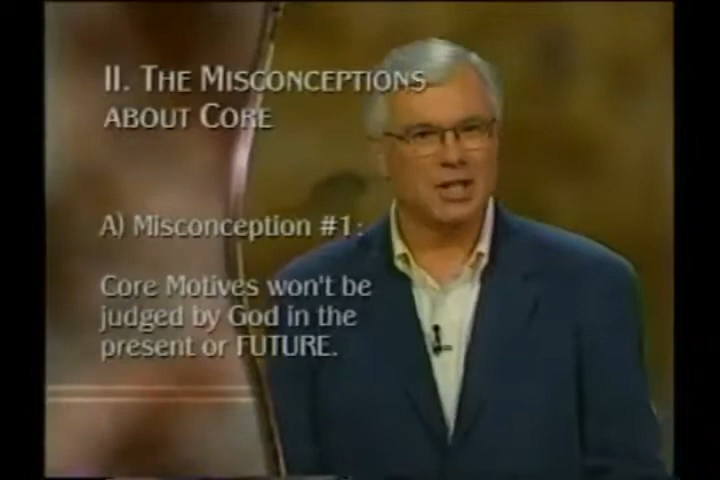 II. The Misconceptions
about Core
A) Misconception #1:
Core Motives won't be
judged by God in the
present or FUTURE.